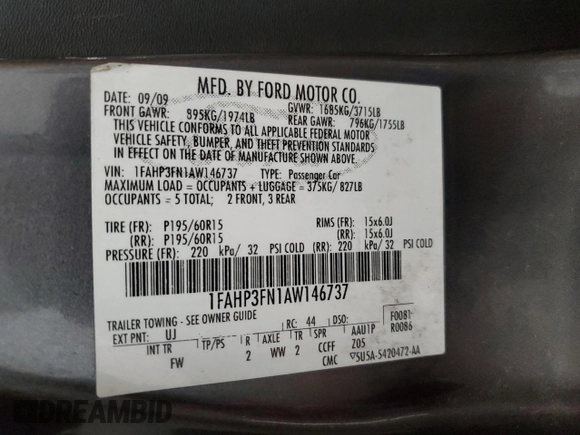 MFD. BY FORD MOTOR CO.
DATE: 09/09 GVWR: 1685KG/3715LB
FRONT GAWR: 895KG/1974LB REAR GAWR: 796KG/1755LB
THIS VEHICLE CONFORMS TO ALL APPLICABLE FEDERAL MOTOR
VEHICLE SAFETY, BUMPER, AND THEFT PREVENTION STANDARDS
IN EFFECT ON THE DATE OF MANUFACTURE SHOWN ABOVE.
VIN: 1FAHP3FN1AW146737 TYPE: Passenger Car
MAXIMUM LOAD = OCCUPANTS + LUGGAGE = 375KG/827LB
OCCUPANTS = 5 TOTAL; 2 FRONT, 3 REAR
TIRE (FR): P195/60R15 RIMS (FR): 15x6.0J
(RR): P195/60R15 (RR): 15x6.0J
PRESSURE (FR): 220 kPa/ 32 PSI COLD (RR): 220 kPa/ 32 PSI COLD
1FAHP3FN1AW146737
TRAILER TOWING - SEE OWNER GUIDE
EXT PNT: UJ RC: 44 DSO: F0081-
R0086
INT TR TP/PS R AXLE TR SPR AAU1P
FW 2 WW 2 CCFF Z05
CMC ▽5U5A-5420472-AA
DREAMBID